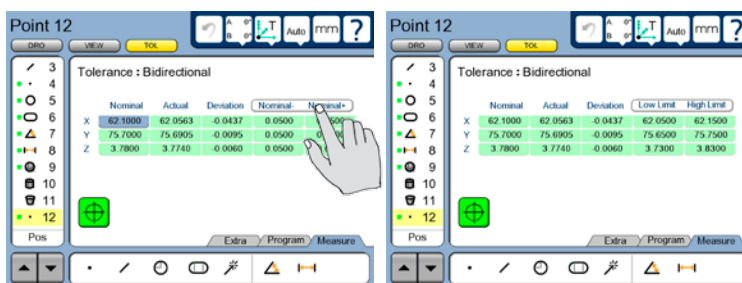 Point 12
A 0°
B 0°
T
Auto
mm
?
DRO
VIEW
TOL
3
4
5
6
7
8
9
10
11
12
Pos
Tolerance : Bidirectional
Nominal Actual Deviation Nominal- Nominal+
X 62.1000 62.0563 -0.0437 0.0500
Y 75.7000 75.6905 -0.0095 0.0500
Z 3.7800 3.7740 -0.0060 0.0500
Extra Program Measure
Point 12
A 0°
B 0°
T
Auto
mm
?
DRO
VIEW
TOL
3
4
5
6
7
8
9
10
11
12
Pos
Tolerance : Bidirectional
Nominal Actual Deviation Low Limit High Limit
X 62.1000 62.0563 -0.0437 62.0500 62.1500
Y 75.7000 75.6905 -0.0095 75.6500 75.7500
Z 3.7800 3.7740 -0.0060 3.7300 3.8300
Extra Program Measure